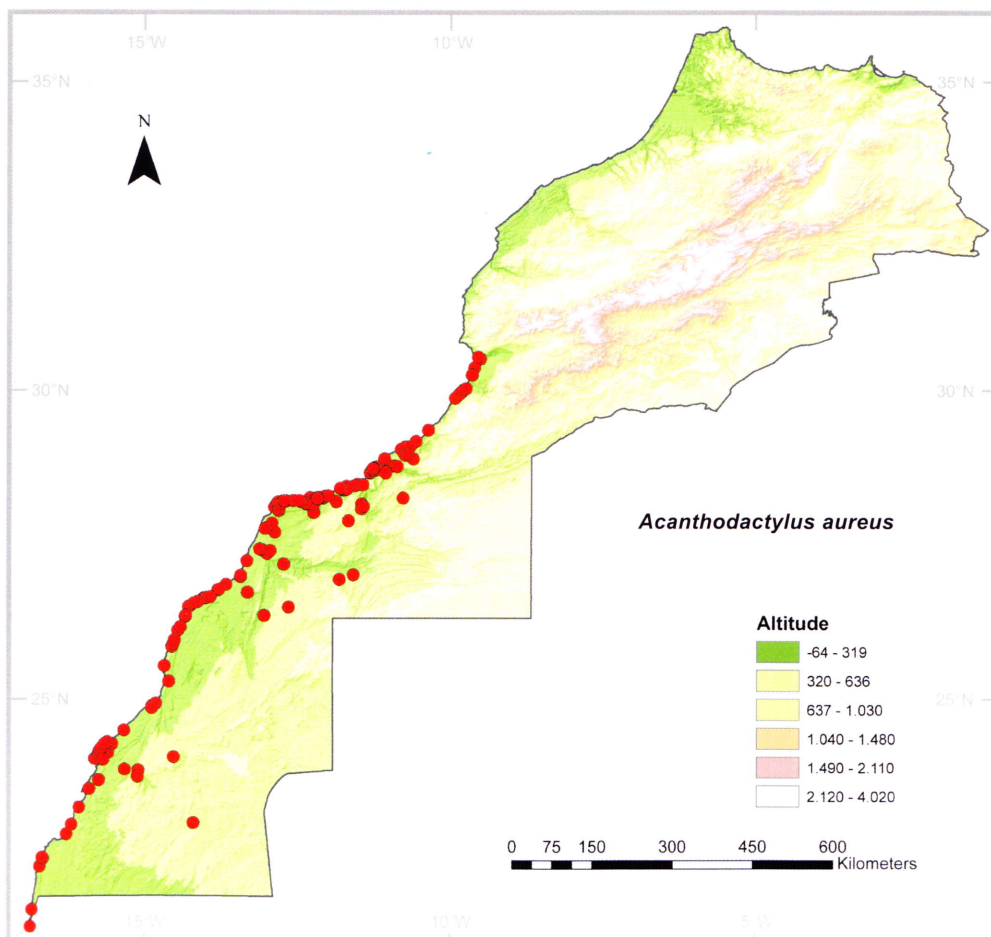 15°W 10°W
35°N 35°N
N
30°N 30°N
Acanthodactylus aureus
Altitude
-64 - 319
320 - 636
637 - 1.030
1.040 - 1.480
1.490 - 2.110
2.120 - 4.020
25°N 25°N
0 75 150 300 450 600
Kilometers
15°W 10°W 5°W